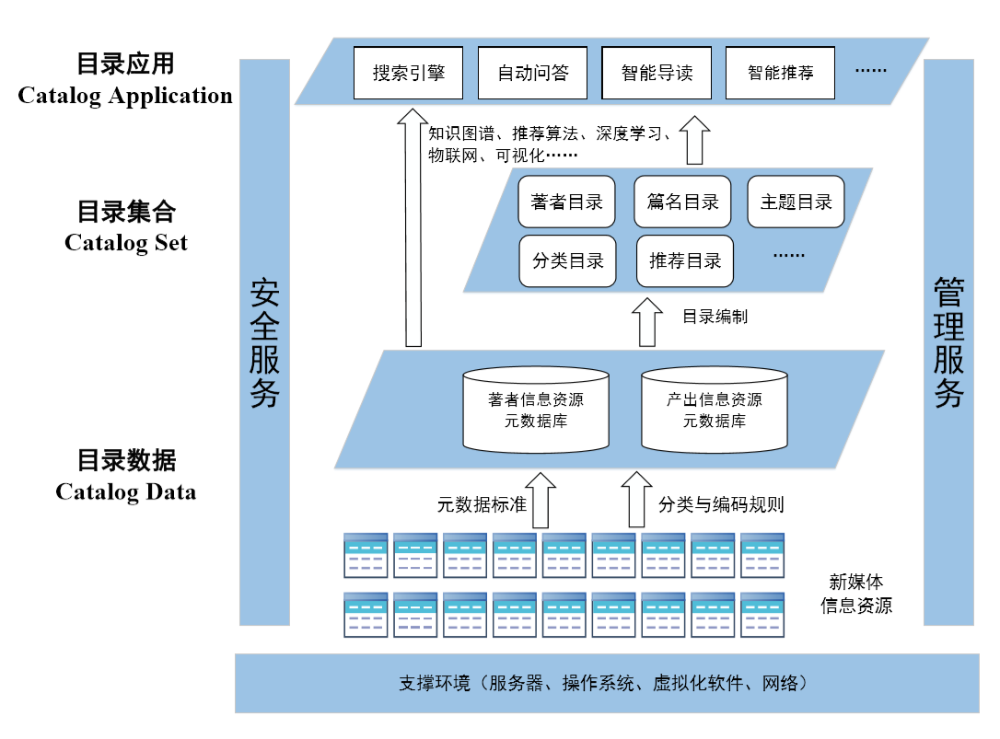 目录应用
Catalog Application
搜索引擎
自动问答
智能导读
智能推荐
……
知识图谱、推荐算法、深度学习、
物联网、可视化……
目录集合
Catalog Set
著者目录
篇名目录
主题目录
分类目录
推荐目录
……
安全服务
管理服务
目录编制
著者信息资源
元数据库
产出信息资源
元数据库
目录数据
Catalog Data
元数据标准
分类与编码规则
新媒体
信息资源
支撑环境（服务器、操作系统、虚拟化软件、网络）